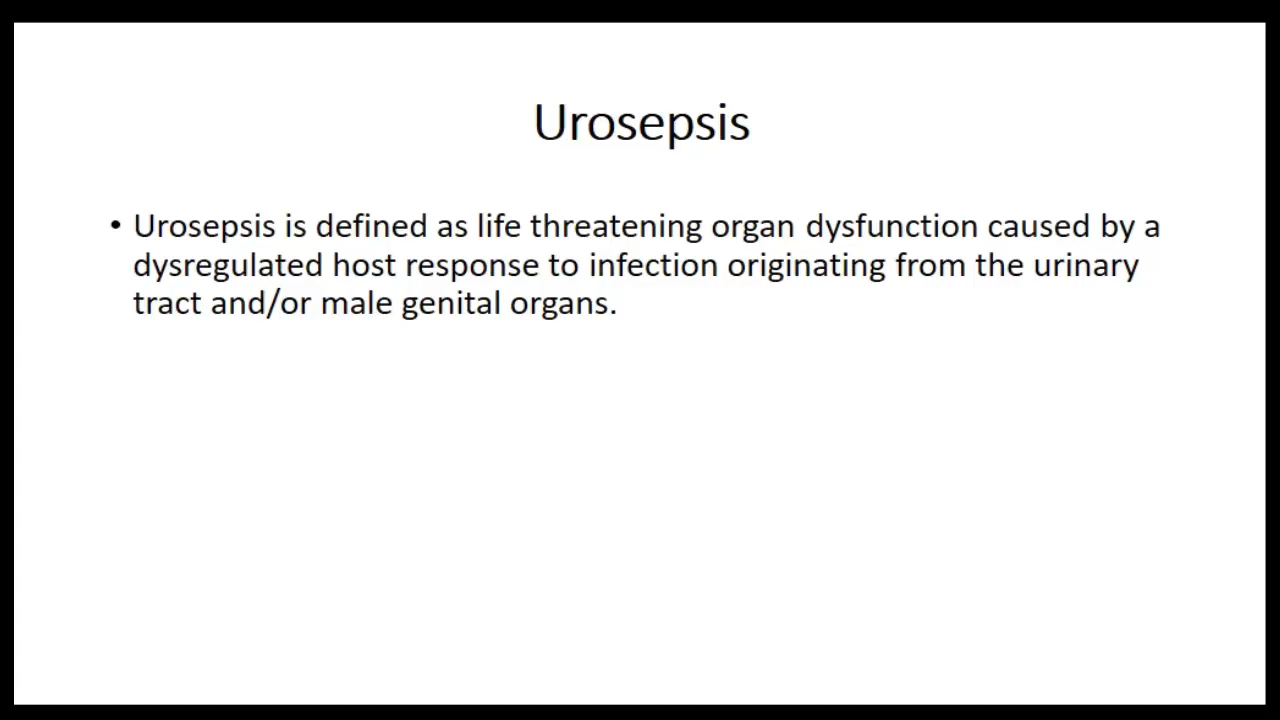 Urosepsis
• Urosepsis is defined as life threatening organ dysfunction caused by a
dysregulated host response to infection originating from the urinary
tract and/or male genital organs.